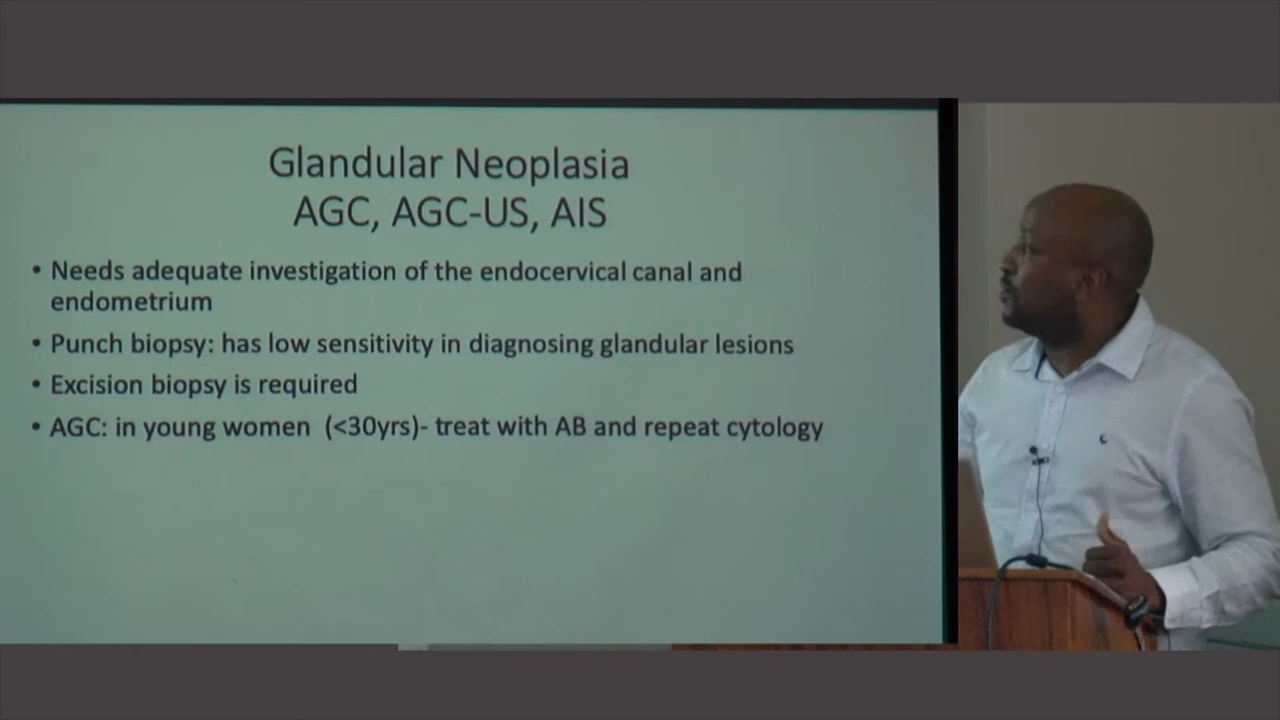 Glandular Neoplasia
AGC, AGC-US, AIS
• Needs adequate investigation of the endocervical canal and
endometrium
• Punch biopsy: has low sensitivity in diagnosing glandular lesions
• Excision biopsy is required
• AGC: in young women (<30yrs)- treat with AB and repeat cytology